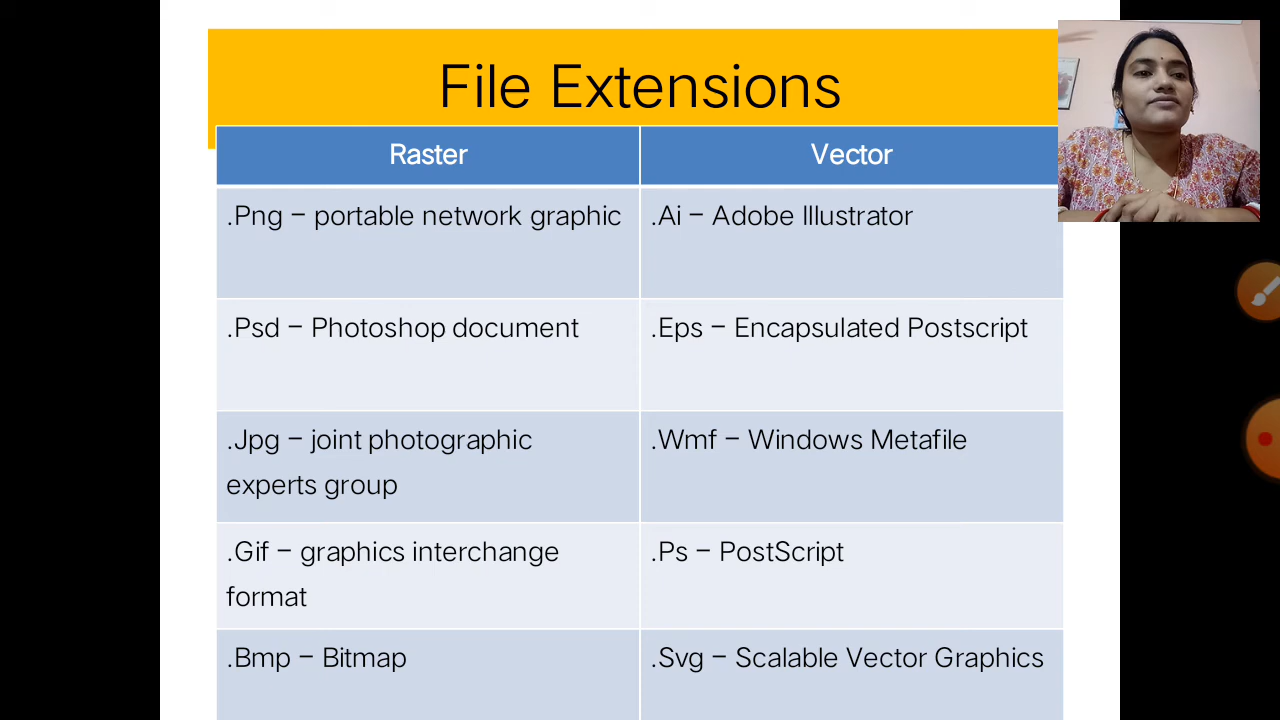 File Extensions
Raster
Vector
.Png – portable network graphic
.Ai – Adobe Illustrator
.Psd – Photoshop document
.Eps – Encapsulated Postscript
.Jpg – joint photographic
experts group
.Wmf – Windows Metafile
.Gif – graphics interchange
format
.Ps – PostScript
.Bmp – Bitmap
.Svg – Scalable Vector Graphics